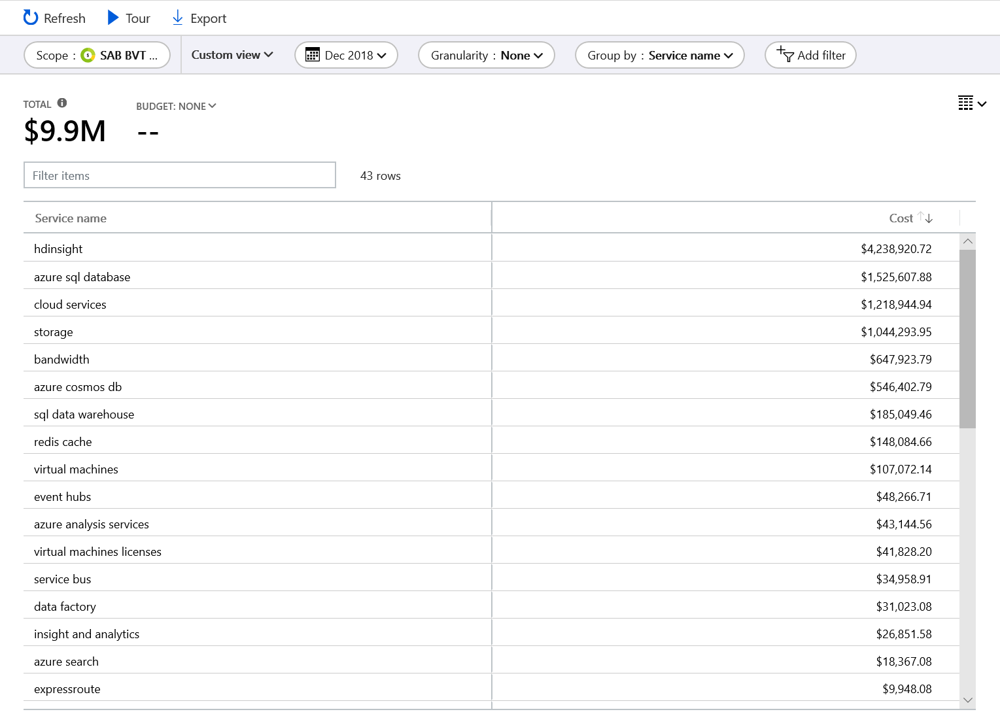 Refresh Tour Export
Scope : SAB BVT ... Custom view Dec 2018 Granularity : None Group by : Service name Add filter
TOTAL BUDGET: NONE
$9.9M --
Filter items 43 rows
Service name Cost
hdinsight $4,238,920.72
azure sql database $1,525,607.88
cloud services $1,218,944.94
storage $1,044,293.95
bandwidth $647,923.79
azure cosmos db $546,402.79
sql data warehouse $185,049.46
redis cache $148,084.66
virtual machines $107,072.14
event hubs $48,266.71
azure analysis services $43,144.56
virtual machines licenses $41,828.20
service bus $34,958.91
data factory $31,023.08
insight and analytics $26,851.58
azure search $18,367.08
expressroute $9,948.08